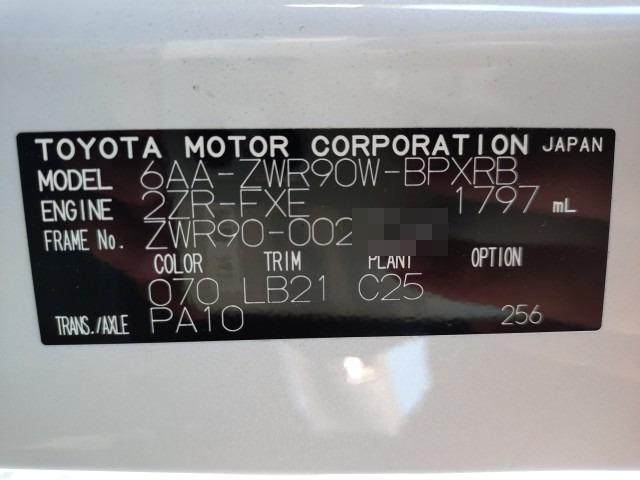 TOYOTA MOTOR CORPORATION JAPAN
MODEL 6AA-ZWR90W-BPXRB
ENGINE 2ZR-FXE 1797 mL
FRAME No. ZWR90-002
COLOR TRIM PLANT OPTION
070 LB21 C25
TRANS./AXLE PA10 256